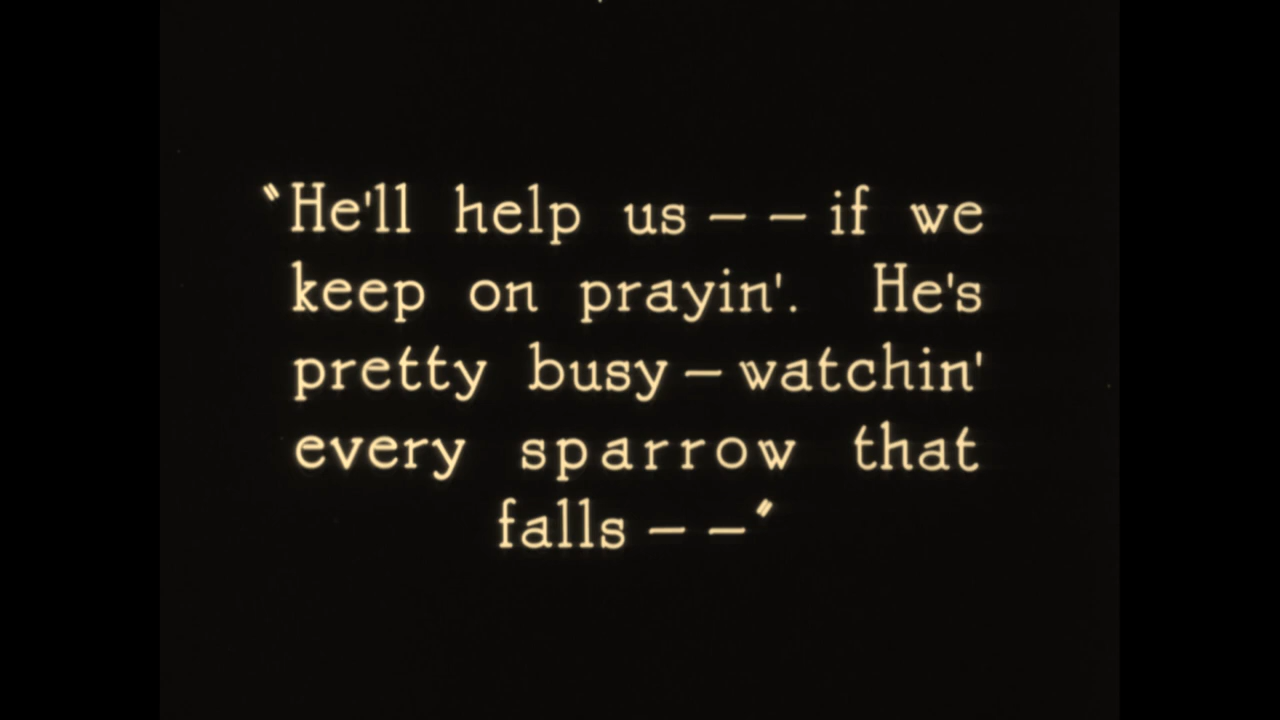 "He'll help us -- if we
keep on prayin'. He's
pretty busy - watchin'
every sparrow that
falls --"